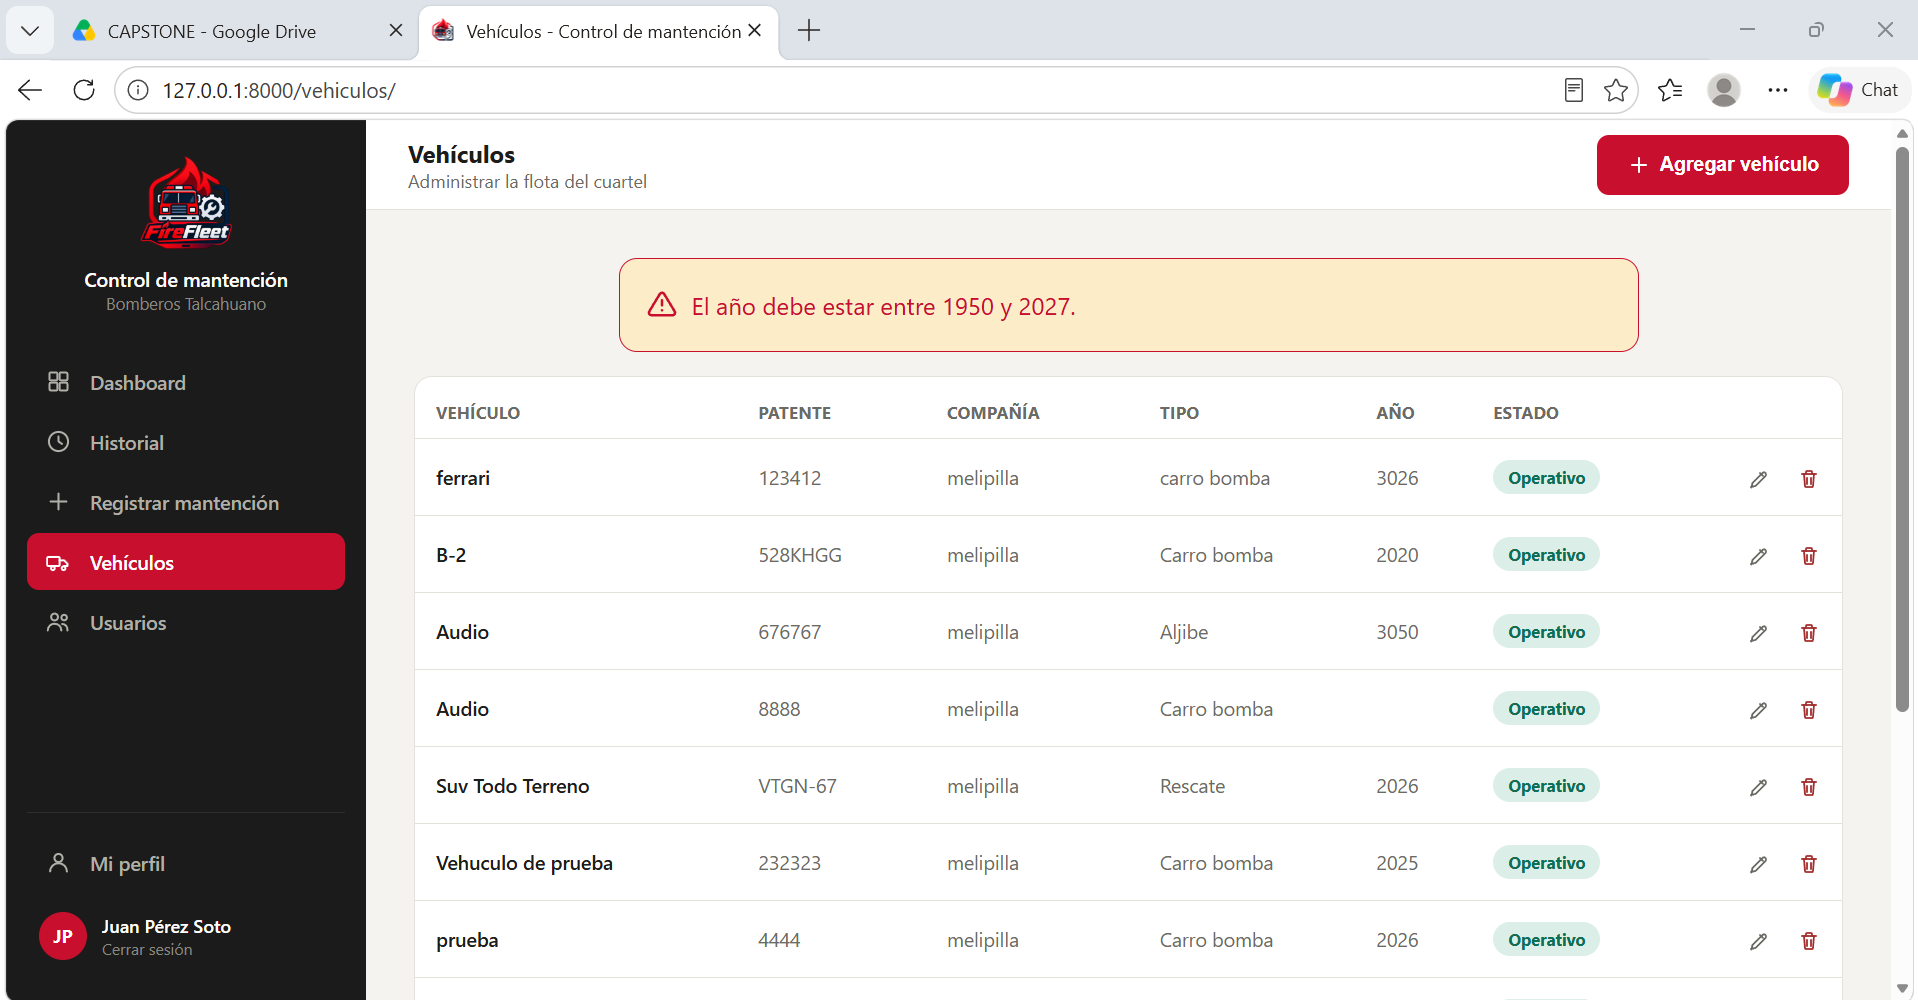 CAPSTONE - Google Drive
Vehículos - Control de mantención
127.0.0.1:8000/vehiculos/
Chat
FireFleet
Control de mantención
Bomberos Talcahuano
Dashboard
Historial
Registrar mantención
Vehículos
Usuarios
Mi perfil
JP
Juan Pérez Soto
Cerrar sesión
Vehículos
Administrar la flota del cuartel
Agregar vehículo
El año debe estar entre 1950 y 2027.
VEHÍCULO PATENTE COMPAÑÍA TIPO AÑO ESTADO
ferrari 123412 melipilla carro bomba 3026 Operativo
B-2 528KHGG melipilla Carro bomba 2020 Operativo
Audio 676767 melipilla Aljibe 3050 Operativo
Audio 8888 melipilla Carro bomba Operativo
Suv Todo Terreno VTGN-67 melipilla Rescate 2026 Operativo
Vehuculo de prueba 232323 melipilla Carro bomba 2025 Operativo
prueba 4444 melipilla Carro bomba 2026 Operativo